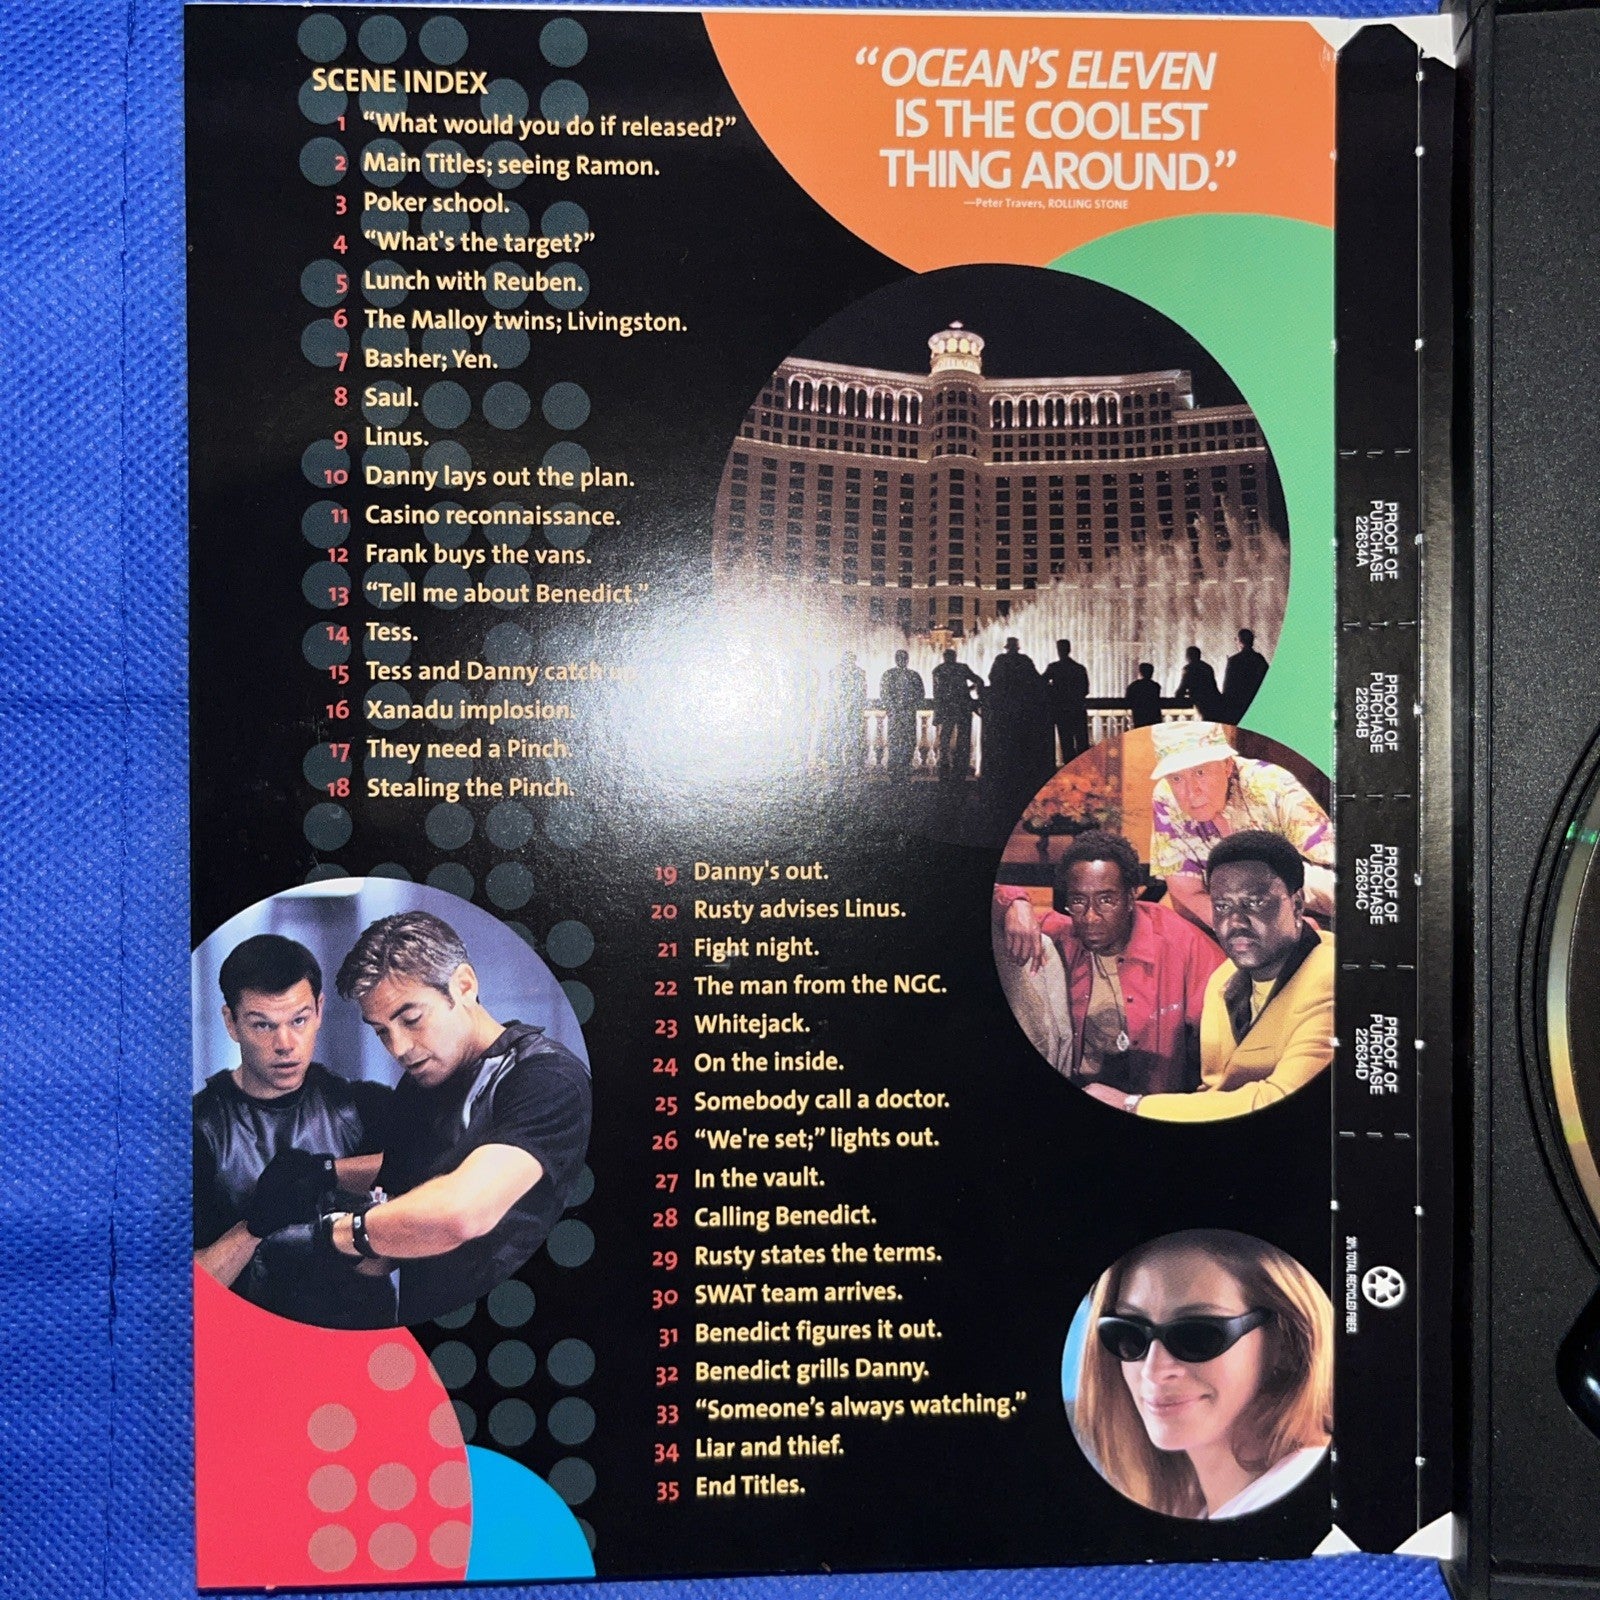 SCENE INDEX
1 “What would you do if released?”
2 Main Titles; seeing Ramon.
3 Poker school.
4 “What's the target?”
5 Lunch with Reuben.
6 The Malloy twins; Livingston.
7 Basher; Yen.
8 Saul.
9 Linus.
10 Danny lays out the plan.
11 Casino reconnaissance.
12 Frank buys the vans.
13 “Tell me about Benedict.”
14 Tess.
15 Tess and Danny catch up.
16 Xanadu implosion.
17 They need a Pinch.
18 Stealing the Pinch.
19 Danny's out.
20 Rusty advises Linus.
21 Fight night.
22 The man from the NGC.
23 Whitejack.
24 On the inside.
25 Somebody call a doctor.
26 “We're set;” lights out.
27 In the vault.
28 Calling Benedict.
29 Rusty states the terms.
30 SWAT team arrives.
31 Benedict figures it out.
32 Benedict grills Danny.
33 “Someone’s always watching.”
34 Liar and thief.
35 End Titles.
“OCEAN’S ELEVEN
IS THE COOLEST
THING AROUND.”
—Peter Travers, ROLLING STONE
PROOF OF
PURCHASE
22634A
PROOF OF
PURCHASE
22634B
PROOF OF
PURCHASE
22634C
PROOF OF
PURCHASE
22634D
TOTAL RECYCLED FIBER